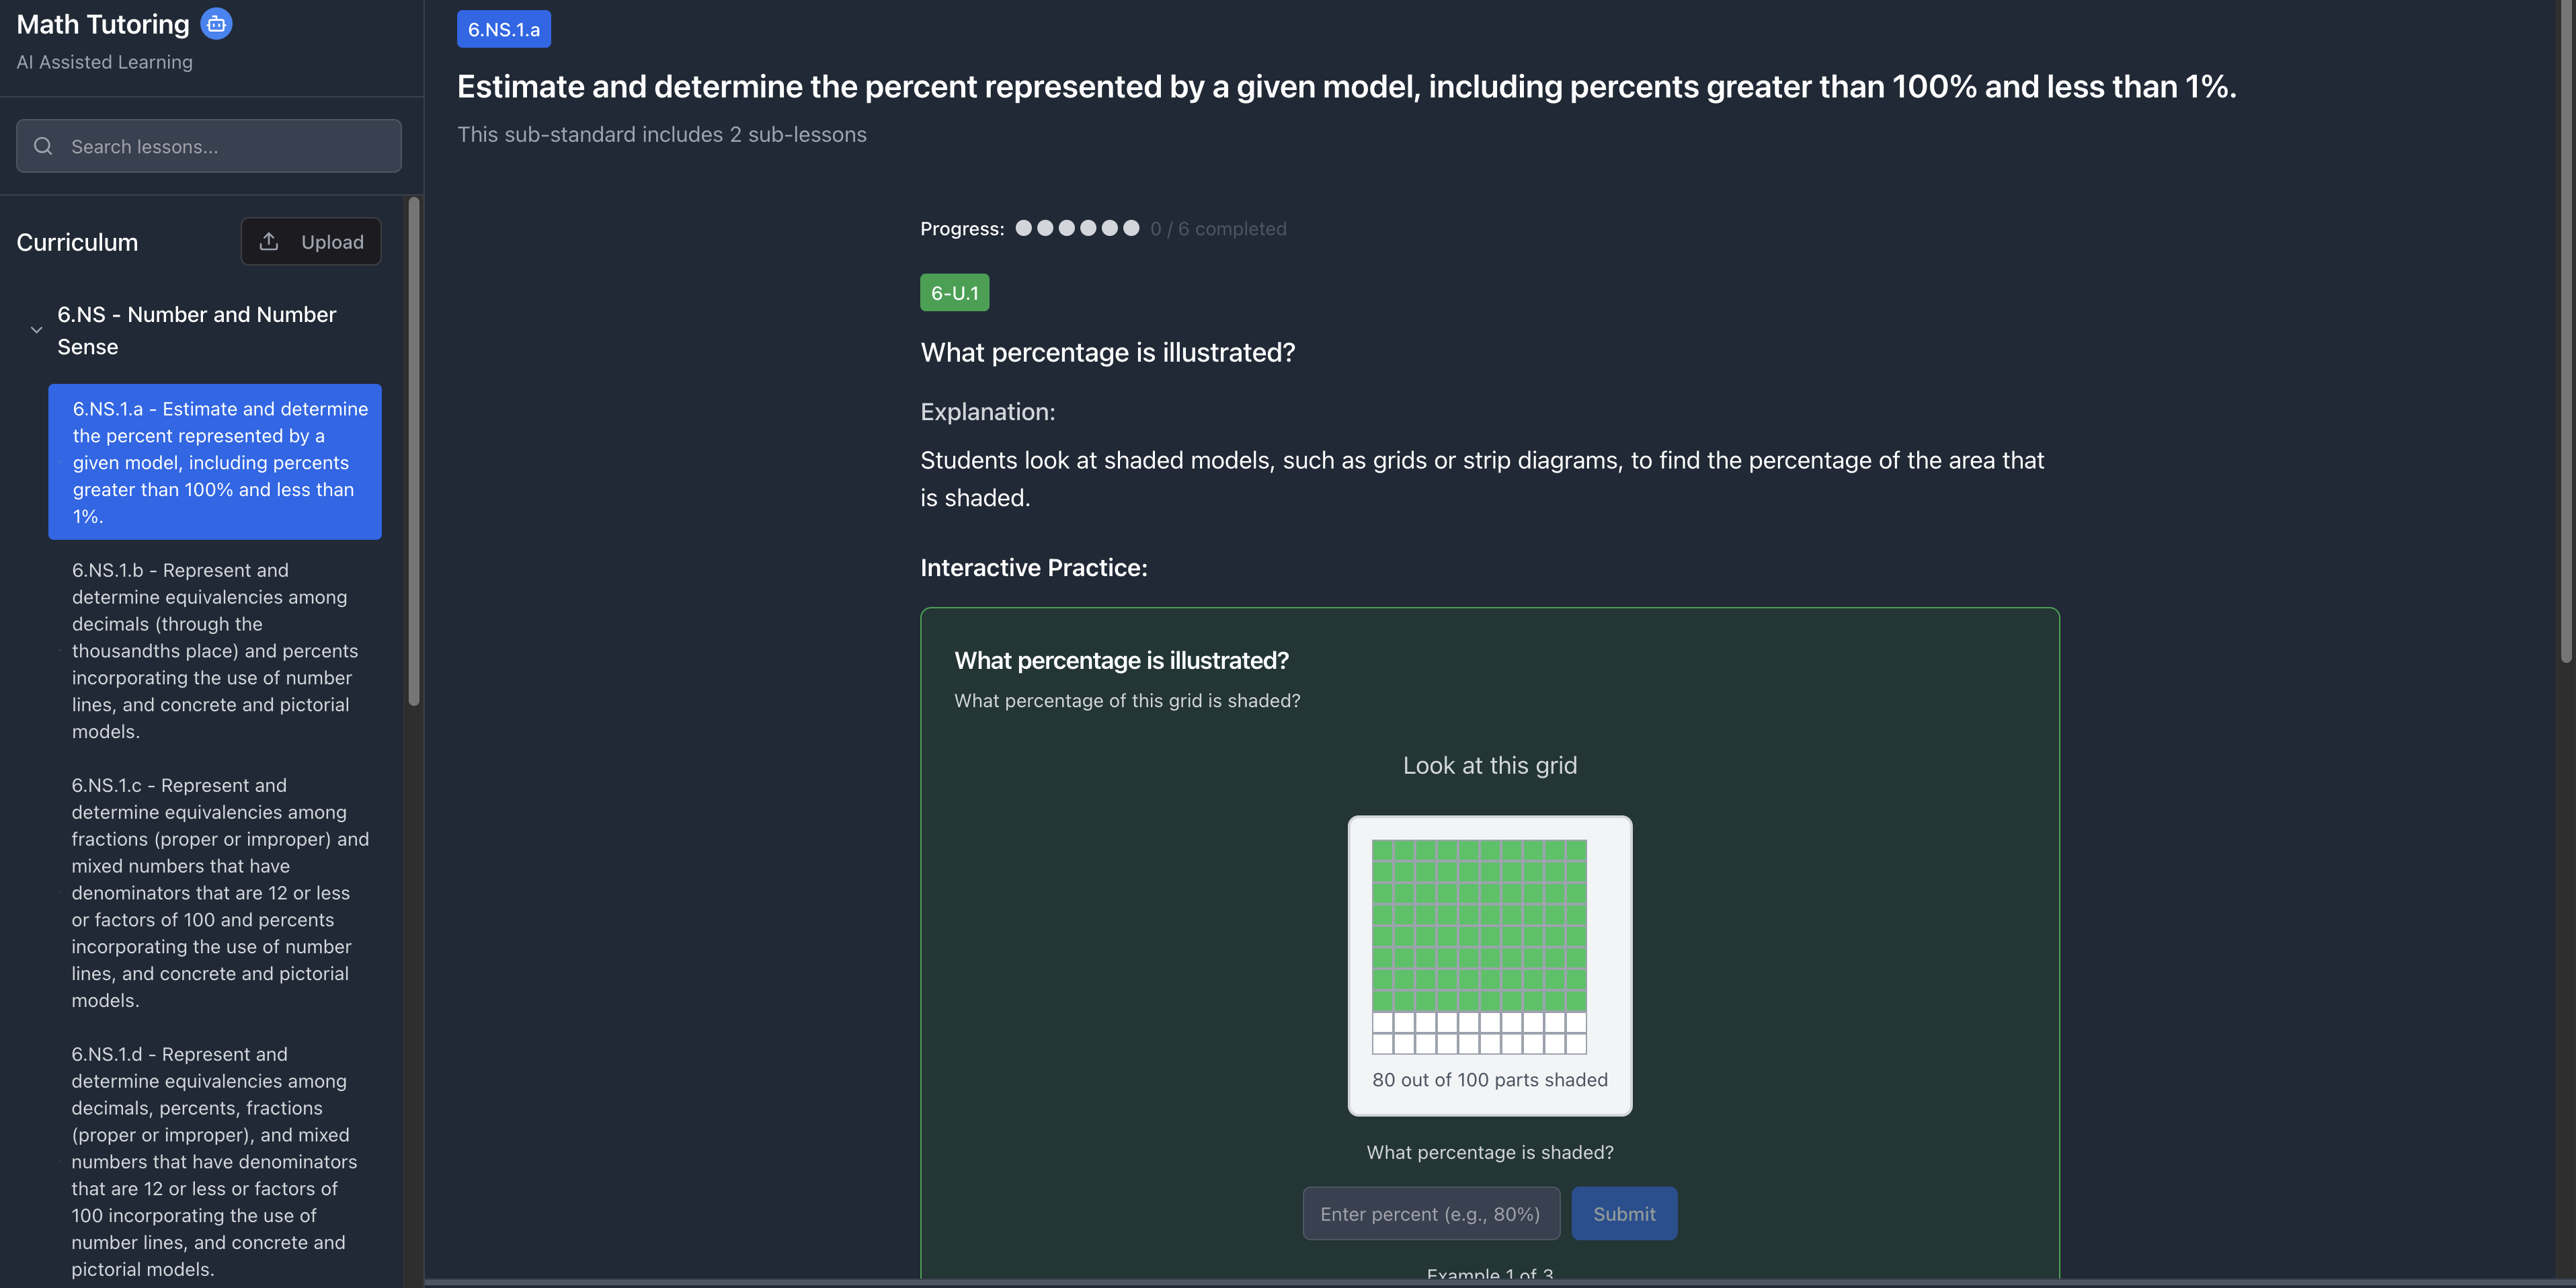 Math Tutoring
AI Assisted Learning
Search lessons...
Curriculum
Upload
6.NS - Number and Number
Sense
6.NS.1.a - Estimate and determine
the percent represented by a
given model, including percents
greater than 100% and less than
1%.
6.NS.1.b - Represent and
determine equivalencies among
decimals (through the
thousandths place) and percents
incorporating the use of number
lines, and concrete and pictorial
models.
6.NS.1.c - Represent and
determine equivalencies among
fractions (proper or improper) and
mixed numbers that have
denominators that are 12 or less
or factors of 100 and percents
incorporating the use of number
lines, and concrete and pictorial
models.
6.NS.1.d - Represent and
determine equivalencies among
decimals, percents, fractions
(proper or improper), and mixed
numbers that have denominators
that are 12 or less or factors of
100 incorporating the use of
number lines, and concrete and
pictorial models.
6.NS.1.a
Estimate and determine the percent represented by a given model, including percents greater than 100% and less than 1%.
This sub-standard includes 2 sub-lessons
Progress: 0 / 6 completed
6-U.1
What percentage is illustrated?
Explanation:
Students look at shaded models, such as grids or strip diagrams, to find the percentage of the area that
is shaded.
Interactive Practice:
What percentage is illustrated?
What percentage of this grid is shaded?
Look at this grid
80 out of 100 parts shaded
What percentage is shaded?
Enter percent (e.g., 80%)
Submit
Example 1 of 3